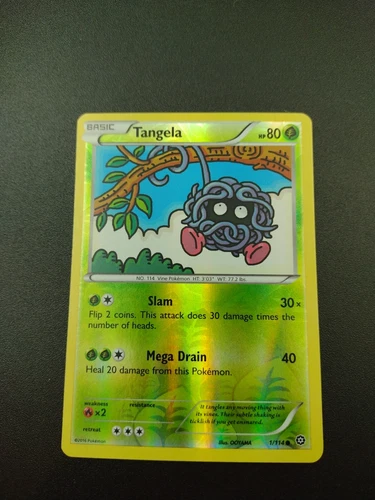 BASIC
Tangela HP 80
NO. 114 Vine Pokémon HT: 3'03" WT: 77.2 lbs.
Slam 30×
Flip 2 coins. This attack does 30 damage times the
number of heads.
Mega Drain 40
Heal 20 damage from this Pokémon.
weakness resistance
×2
retreat
It tangles any moving thing with
its vines. Their subtle shaking is
ticklish if you get ensnared.
©2016 Pokémon
Illus. OOYAMA 1/114